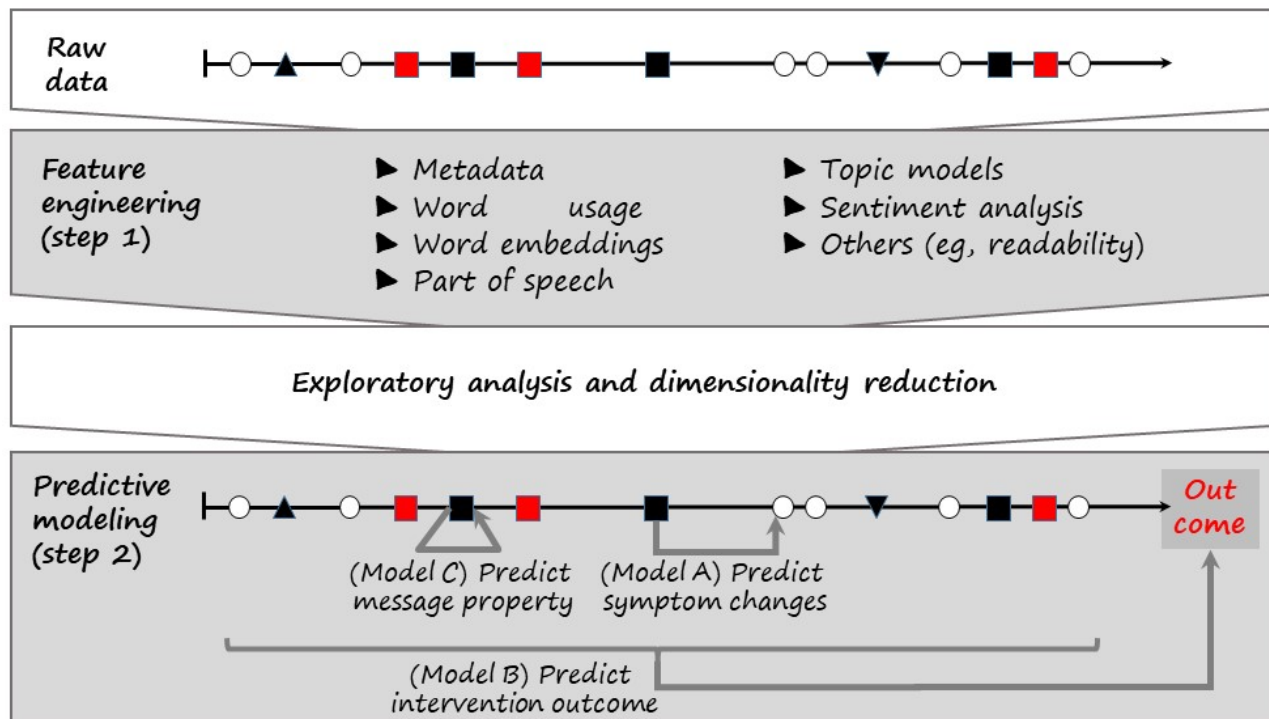 Raw
data
Feature
engineering
(step 1)
Metadata
Word usage
Word embeddings
Part of speech
Topic models
Sentiment analysis
Others (eg, readability)
Exploratory analysis and dimensionality reduction
Predictive
modeling
(step 2)
(Model C) Predict
message property
(Model A) Predict
symptom changes
(Model B) Predict
intervention outcome
Out
come